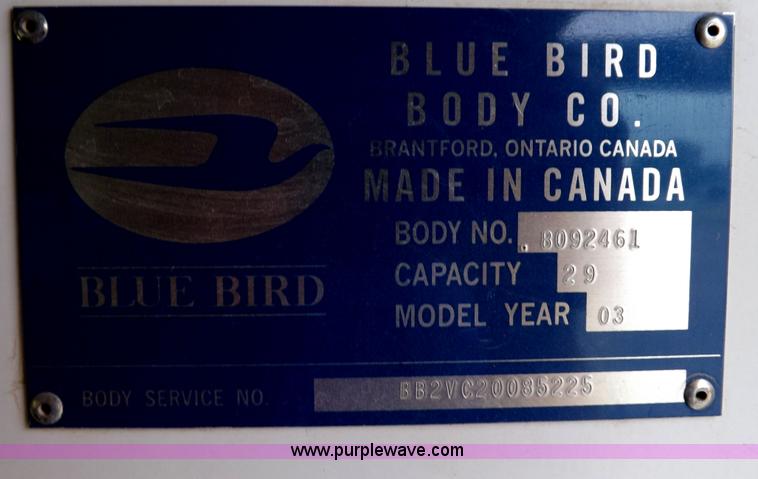 BLUE BIRD
BODY CO.
BRANTFORD, ONTARIO CANADA
MADE IN CANADA
BODY NO. B092461
CAPACITY 29
MODEL YEAR 03
BLUE BIRD
BODY SERVICE NO. BB2VC20085225
www.purplewave.com